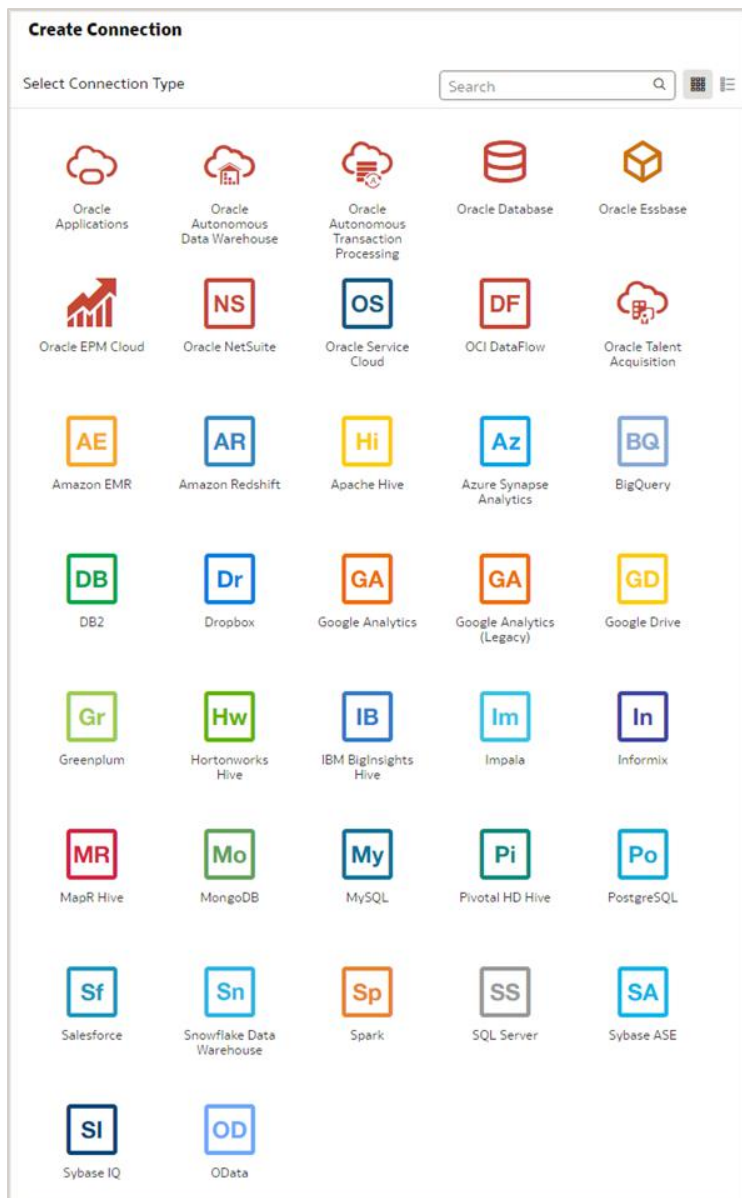 Create Connection
Select Connection Type
Search
Oracle
Applications
Oracle
Autonomous
Data Warehouse
A
Oracle
Autonomous
Transaction
Processing
Oracle Database
Oracle Essbase
Oracle EPM Cloud
NS
Oracle NetSuite
OS
Oracle Service
Cloud
DF
OCI DataFlow
Oracle Talent
Acquisition
AE
Amazon EMR
AR
Amazon Redshift
Hi
Apache Hive
Az
Azure Synapse
Analytics
BQ
BigQuery
DB
DB2
Dr
Dropbox
GA
Google Analytics
GA
Google Analytics
(Legacy)
GD
Google Drive
Gr
Greenplum
Hw
Hortonworks
Hive
IB
IBM BigInsights
Hive
Im
Impala
In
Informix
MR
MapR Hive
Mo
MongoDB
My
MySQL
Pi
Pivotal HD Hive
Po
PostgreSQL
Sf
Salesforce
Sn
Snowflake Data
Warehouse
Sp
Spark
SS
SQL Server
SA
Sybase ASE
SI
Sybase IQ
OD
OData